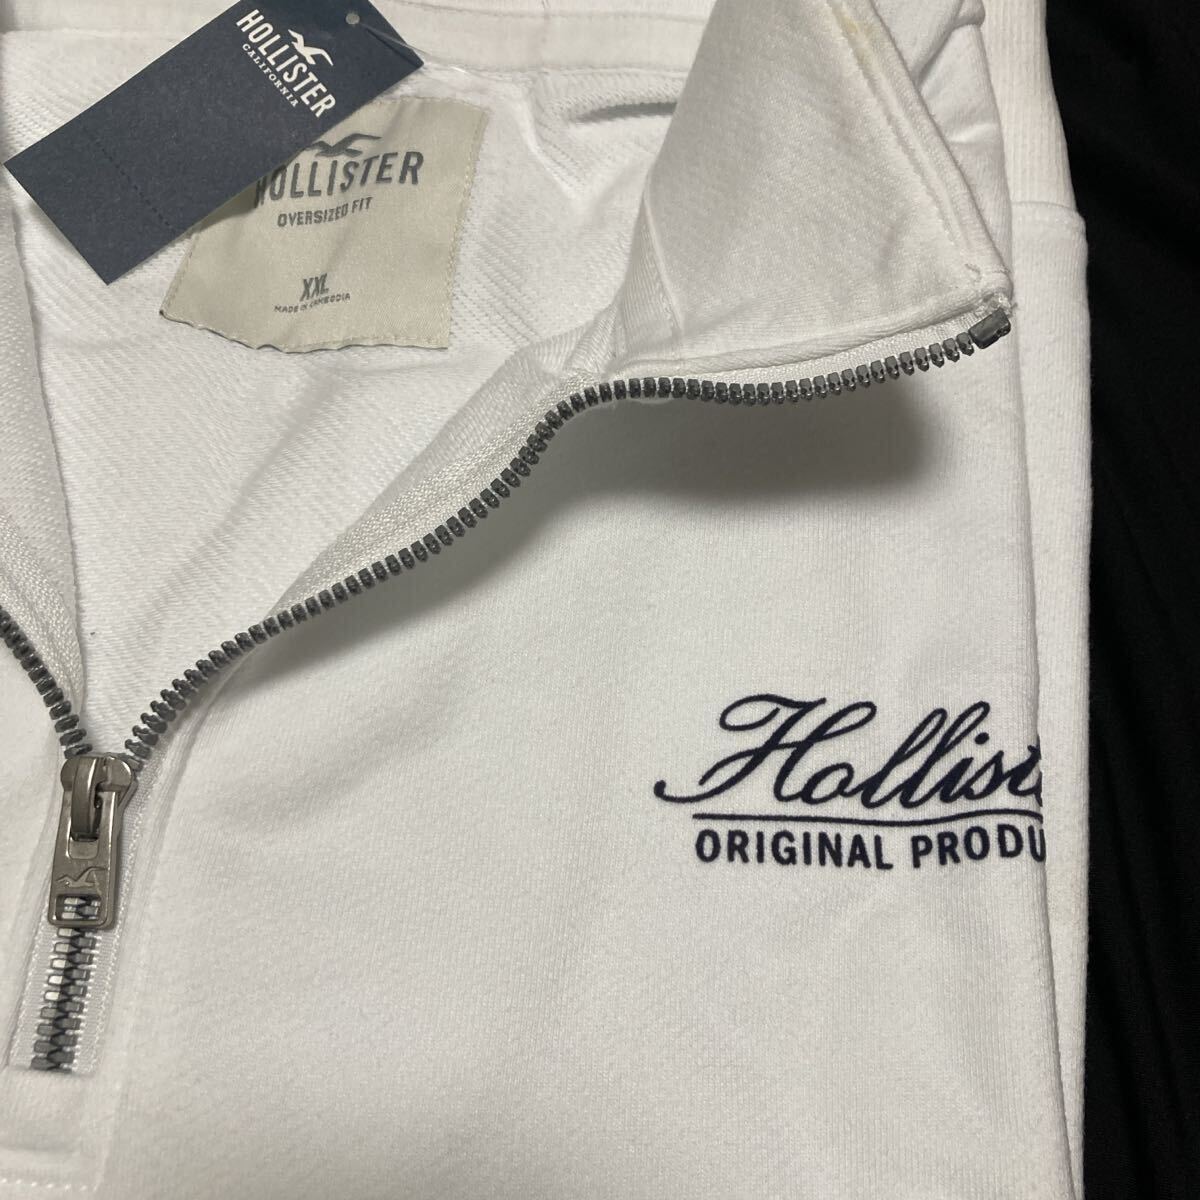 HOLLISTER
CALIFORNIA
HOLLISTER
OVERSIZED FIT
XXL
MADE IN CAMBODIA
Hollist
ORIGINAL PRODU